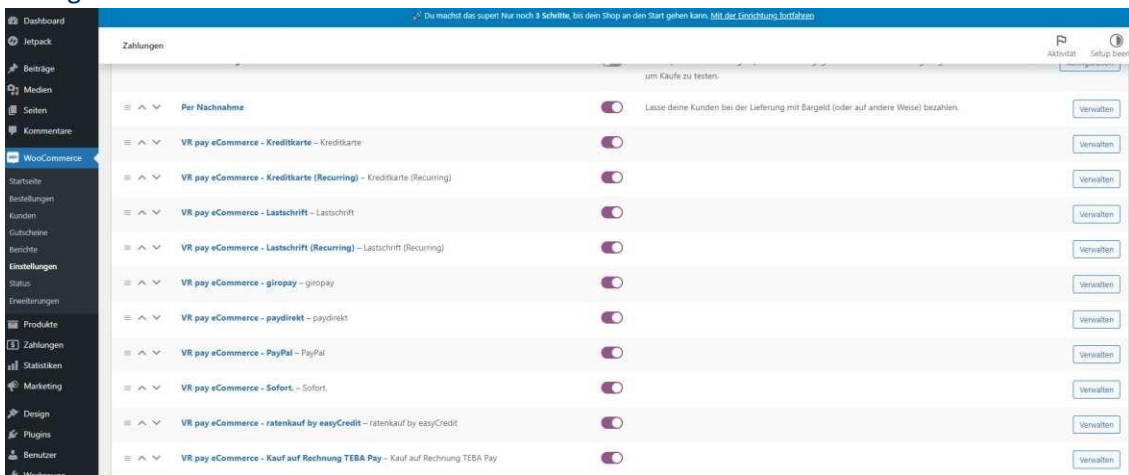 Du machst das super! Nur noch 3 Schritte, bis dein Shop an den Start gehen kann. Mit der Einrichtung fortfahren
Dashboard
Jetpack
Beiträge
Medien
Seiten
Kommentare
WooCommerce
Startseite
Bestellungen
Kunden
Gutscheine
Berichte
Einstellungen
Status
Erweiterungen
Produkte
Zahlungen
Statistiken
Marketing
Design
Plugins
Benutzer
Zahlungen
Aktivität
Setup been
um Käufe zu testen.
Per Nachnahme
Lasse deine Kunden bei der Lieferung mit Bargeld (oder auf andere Weise) bezahlen.
Verwalten
VR pay eCommerce - Kreditkarte – Kreditkarte
Verwalten
VR pay eCommerce - Kreditkarte (Recurring) – Kreditkarte (Recurring)
Verwalten
VR pay eCommerce - Lastschrift – Lastschrift
Verwalten
VR pay eCommerce - Lastschrift (Recurring) – Lastschrift (Recurring)
Verwalten
VR pay eCommerce - giropay – giropay
Verwalten
VR pay eCommerce - paydirekt – paydirekt
Verwalten
VR pay eCommerce - PayPal – PayPal
Verwalten
VR pay eCommerce - Sofort. – Sofort.
Verwalten
VR pay eCommerce - ratenkauf by easyCredit – ratenkauf by easyCredit
Verwalten
VR pay eCommerce - Kauf auf Rechnung TEBA Pay – Kauf auf Rechnung TEBA Pay
Verwalten